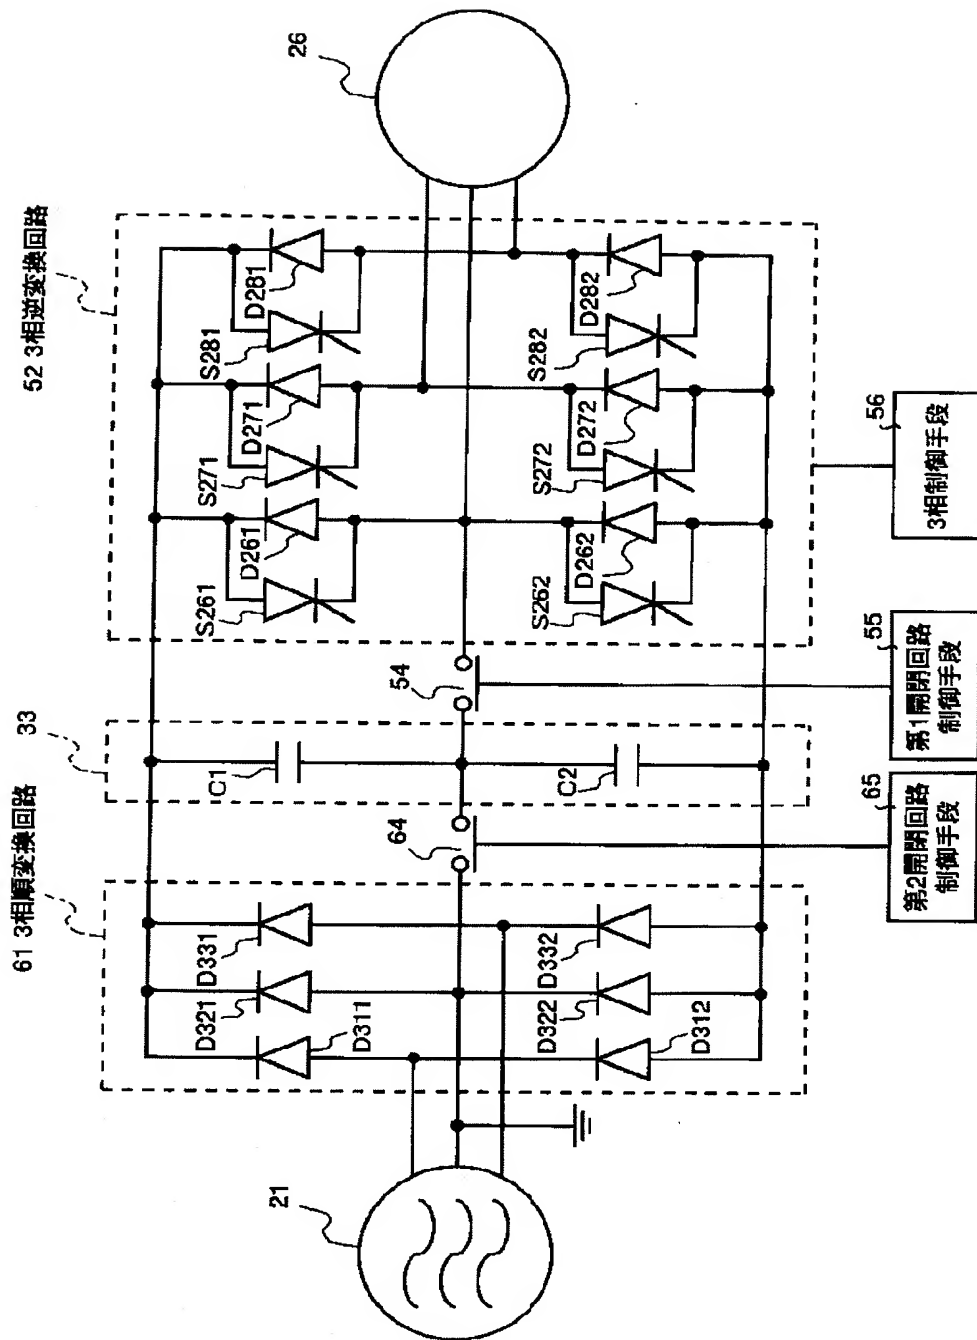 61 3相順変換回路
33
52 3相逆変換回路
26
21
D331
D321
D311
D332
D322
D312
C1
C2
64
54
S281
D281
S271
D271
S261
D261
S282
D282
S272
D272
S262
D262
65
第2開閉回路
制御手段
55
第1開閉回路
制御手段
56
3相制御手段